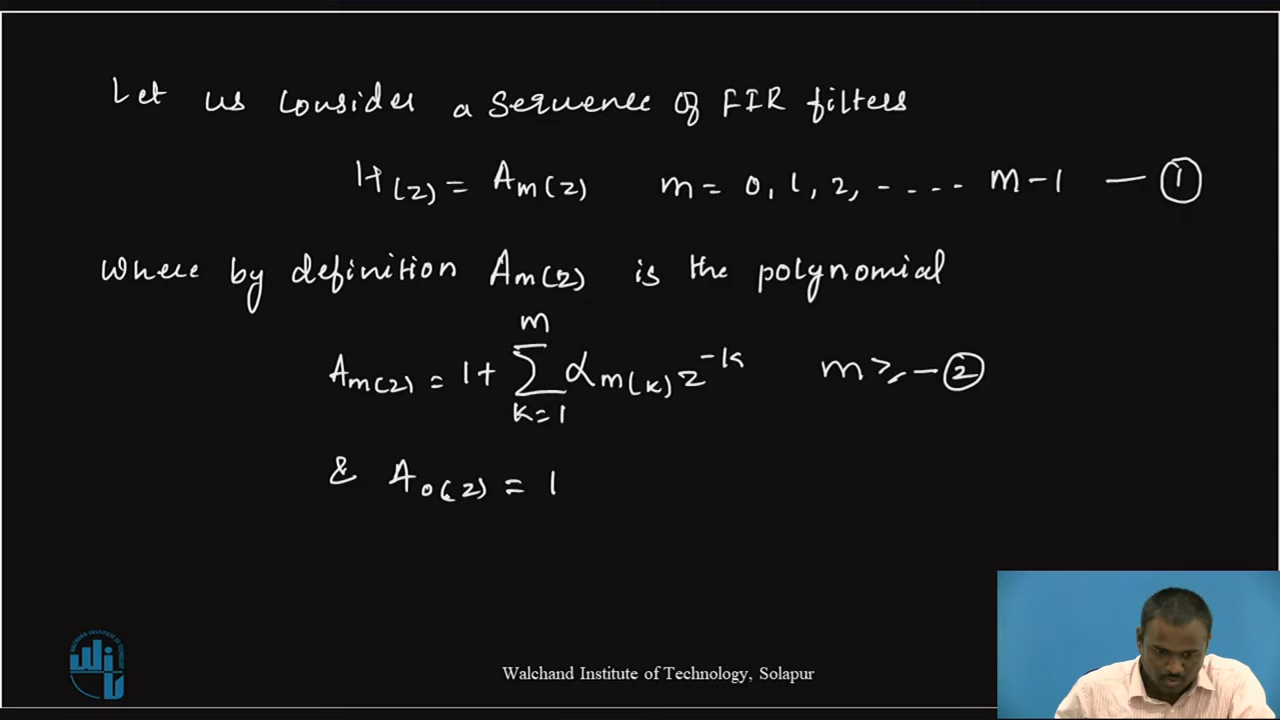 Let us consider a sequence of FIR filters
H(z) = Am(z) m = 0, 1, 2, - - - - - m-1 — ①
Where by definition Am(z) is the polynomial
m
Am(z) = 1+ ∑ αm(k) z^-k m ≥ — ②
k=1
& A0(z) = 1
Walchand Institute of Technology, Solapur